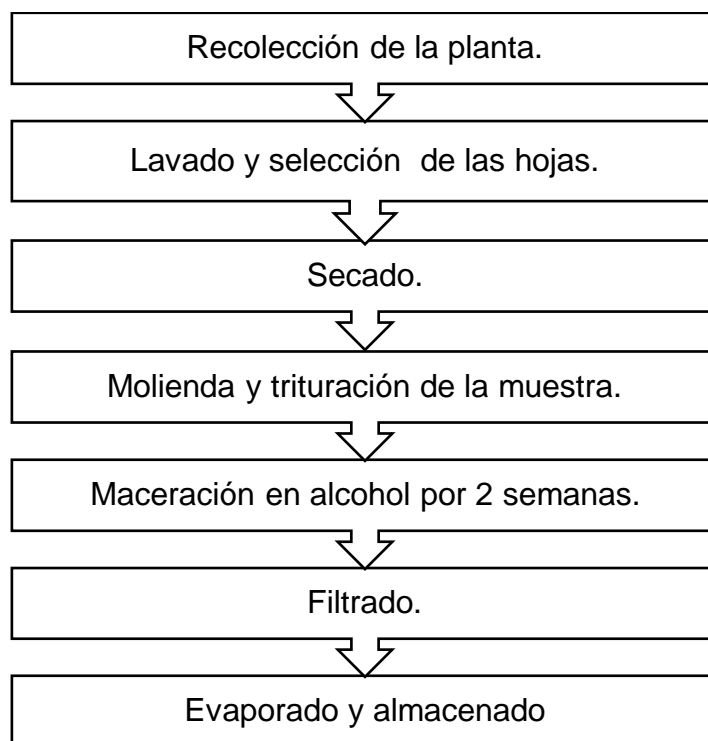 Recolección de la planta.
Lavado y selección  de las hojas.
Secado.
Molienda y trituración de la muestra.
Maceración en alcohol por 2 semanas.
Filtrado.
Evaporado y almacenado